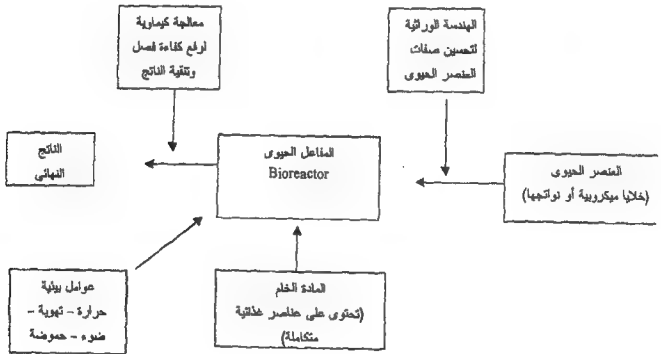 معالجة كيماوية
لرفع كفاءة فصل
وتنقية الناتج
الهندسة الوراثية
لتحسين صفات
العنصر الحيوى
الناتج
النهائى
المفاعل الحيوى
Bioreactor
العنصر الحيوى
(خلايا ميكروبية أو نواتجها)
عوامل بيئية
حرارة – تهوية –
ضوء – حموضة
المادة الخام
(تحتوى على عناصر غذائية
متكاملة)